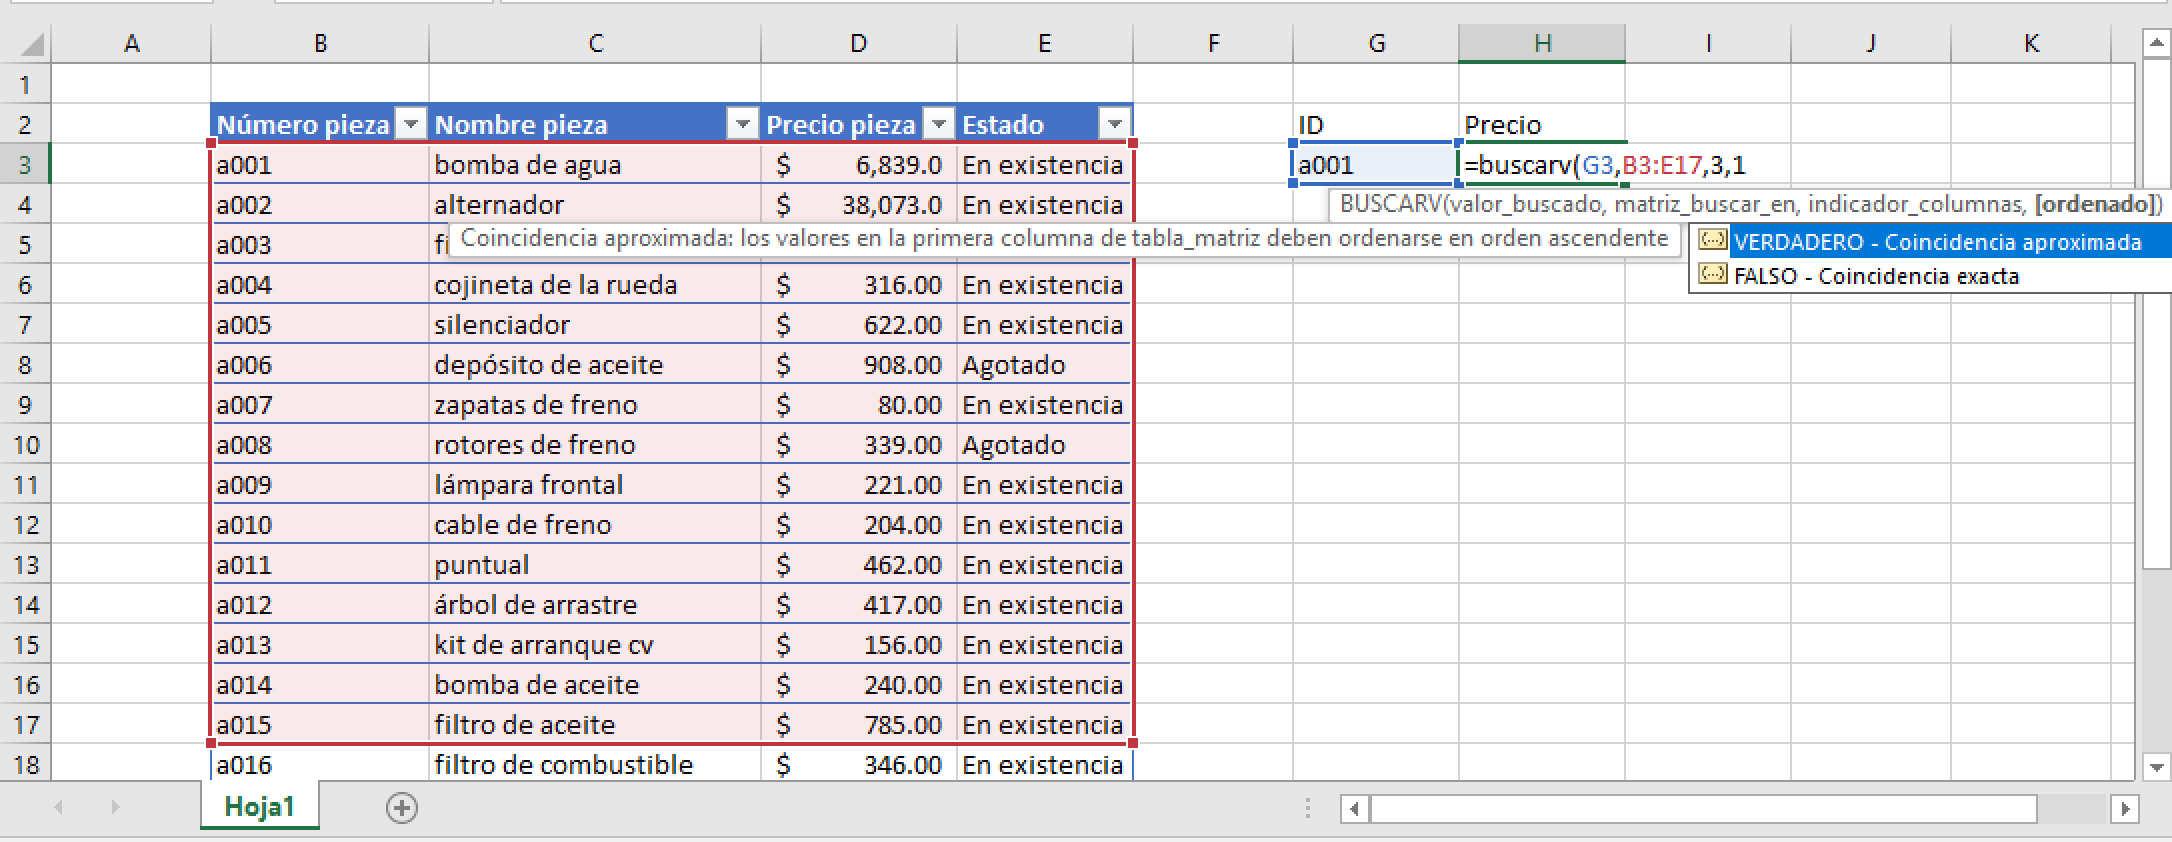 A B C D E F G H I J K
1
2 Número pieza Nombre pieza Precio pieza Estado ID Precio
3 a001 bomba de agua $ 6,839.0 En existencia a001 =buscarv(G3,B3:E17,3,1
BUSCARV(valor_buscado, matriz_buscar_en, indicador_columnas, [ordenado])
4 a002 alternador $ 38,073.0 En existencia
5 a003 fi
Coincidencia aproximada: los valores en la primera columna de tabla_matriz deben ordenarse en orden ascendente
(...) VERDADERO - Coincidencia aproximada
(...) FALSO - Coincidencia exacta
6 a004 cojineta de la rueda $ 316.00 En existencia
7 a005 silenciador $ 622.00 En existencia
8 a006 depósito de aceite $ 908.00 Agotado
9 a007 zapatas de freno $ 80.00 En existencia
10 a008 rotores de freno $ 339.00 Agotado
11 a009 lámpara frontal $ 221.00 En existencia
12 a010 cable de freno $ 204.00 En existencia
13 a011 puntual $ 462.00 En existencia
14 a012 árbol de arrastre $ 417.00 En existencia
15 a013 kit de arranque cv $ 156.00 En existencia
16 a014 bomba de aceite $ 240.00 En existencia
17 a015 filtro de aceite $ 785.00 En existencia
18 a016 filtro de combustible $ 346.00 En existencia
Hoja1